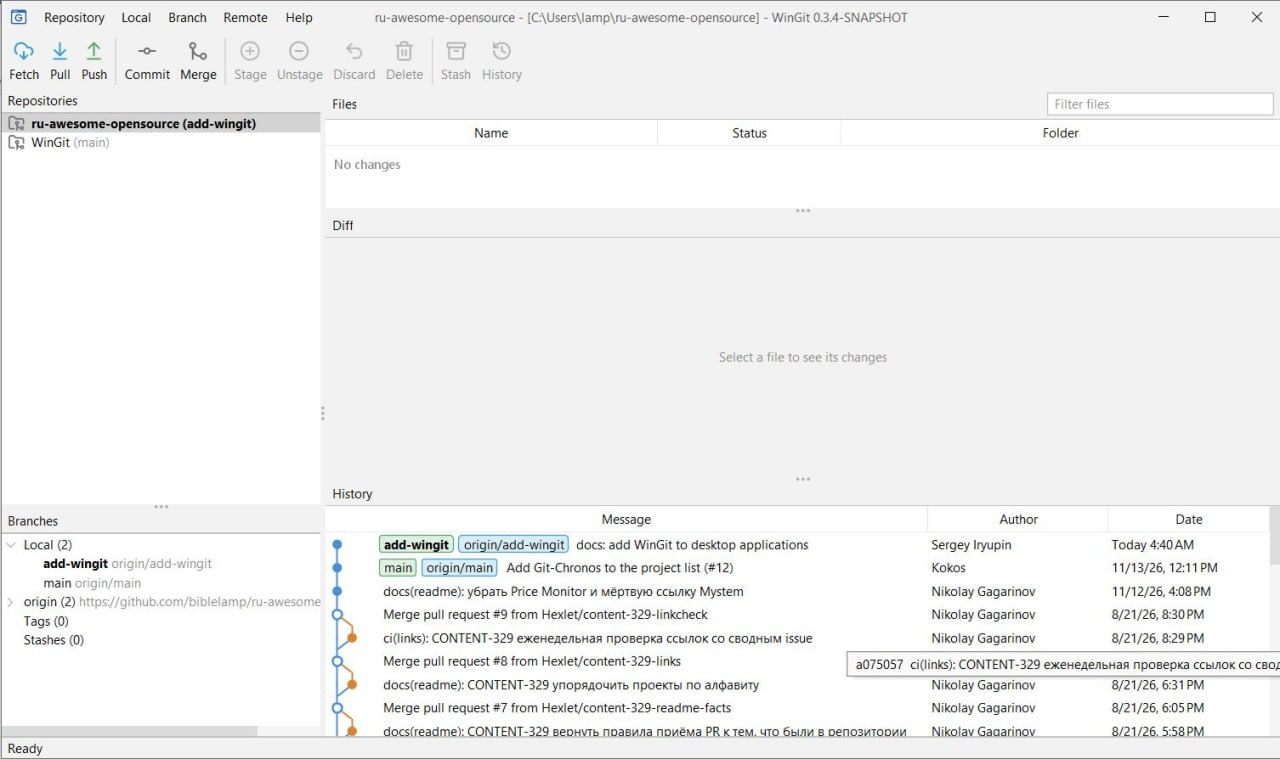 Repository Local Branch Remote Help ru-awesome-opensource - [C:\Users\lamp\ru-awesome-opensource] - WinGit 0.3.4-SNAPSHOT
Fetch Pull Push Commit Merge Stage Unstage Discard Delete Stash History
Repositories
ru-awesome-opensource (add-wingit)
WinGit (main)
Files Filter files
Name Status Folder
No changes
Diff
Select a file to see its changes
Branches
Local (2)
add-wingit origin/add-wingit
main origin/main
origin (2) https://github.com/biblelamp/ru-awesome
Tags (0)
Stashes (0)
History
Message Author Date
add-wingit origin/add-wingit docs: add WinGit to desktop applications Sergey Iryupin Today 4:40 AM
main origin/main Add Git-Chronos to the project list (#12) Kokos 11/13/26, 12:11 PM
docs(readme): убрать Price Monitor и мёртвую ссылку Mystem Nikolay Gagarinov 11/12/26, 4:08 PM
Merge pull request #9 from Hexlet/content-329-linkcheck Nikolay Gagarinov 8/21/26, 8:30 PM
ci(links): CONTENT-329 еженедельная проверка ссылок со сводным issue Nikolay Gagarinov 8/21/26, 8:29 PM
Merge pull request #8 from Hexlet/content-329-links
a075057 ci(links): CONTENT-329 еженедельная проверка ссылок со свод
docs(readme): CONTENT-329 упорядочить проекты по алфавиту Nikolay Gagarinov 8/21/26, 6:31 PM
Merge pull request #7 from Hexlet/content-329-readme-facts Nikolay Gagarinov 8/21/26, 6:05 PM
docs(readme): CONTENT-329 вернуть правила приёма PR к тем, что были в репозитории Nikolay Gagarinov 8/21/26, 5:58 PM
Ready